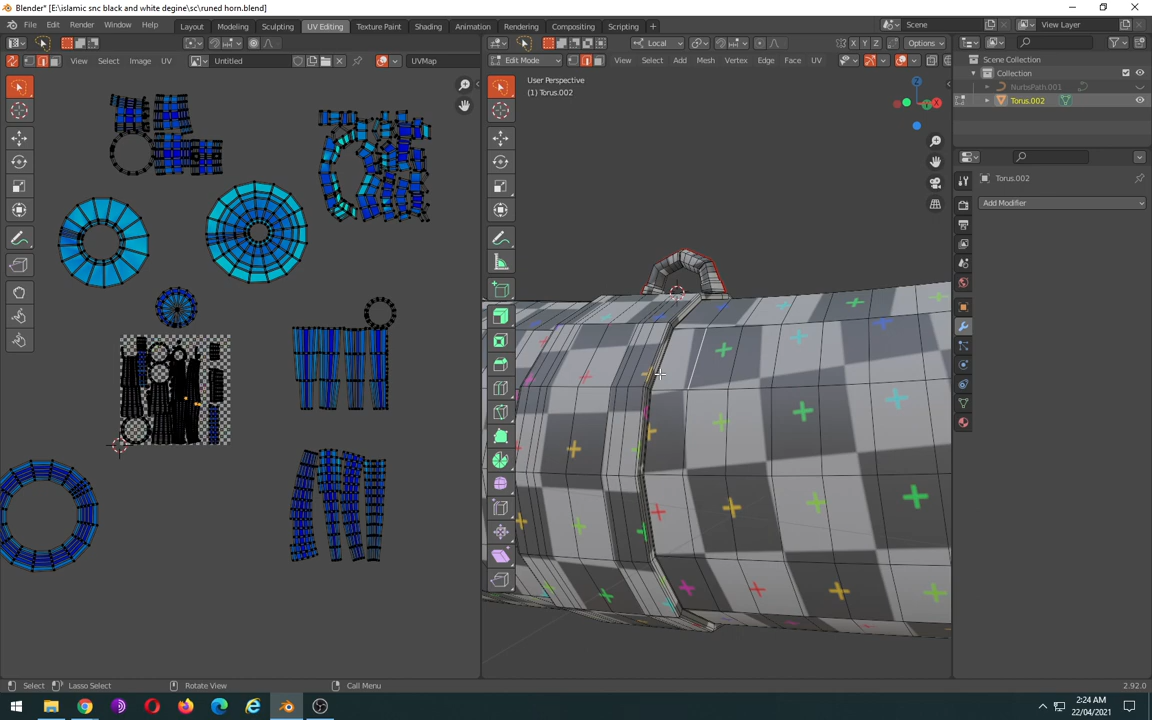 Blender* [E:\islamic snc black and white degine\sc\runed horn.blend]
File Edit Render Window Help Layout Modeling Sculpting UV Editing Texture Paint Shading Animation Rendering Compositing Scripting + Scene View Layer
Local Options
View Select Image UV Untitled UVMap Edit Mode View Select Add Mesh Vertex Edge Face UV
Scene Collection
Collection
NurbsPath.001
Torus.002
User Perspective
(1) Torus.002
Z
X
Y
Torus.002
Add Modifier
Select Lasso Select Rotate View Call Menu 2.92.0
2:24 AM
22/04/2021